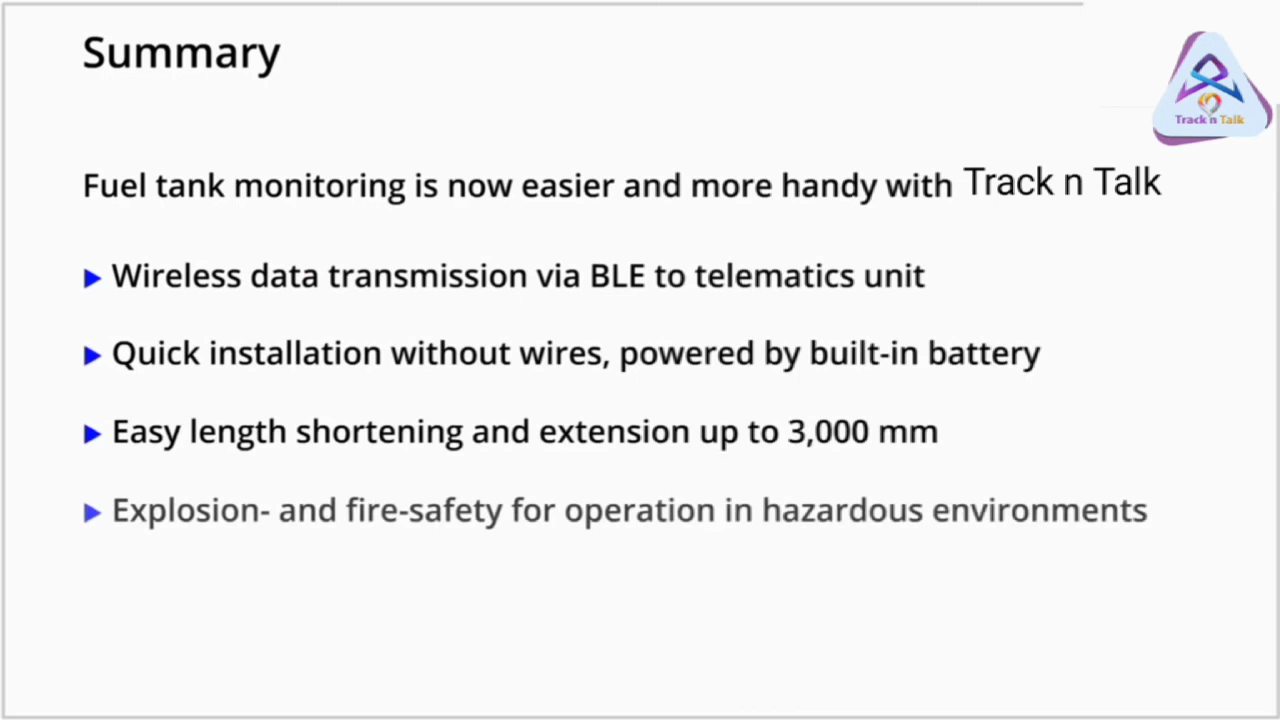 Summary
Track n Talk
Fuel tank monitoring is now easier and more handy with Track n Talk
▶ Wireless data transmission via BLE to telematics unit
▶ Quick installation without wires, powered by built-in battery
▶ Easy length shortening and extension up to 3,000 mm
▶ Explosion- and fire-safety for operation in hazardous environments